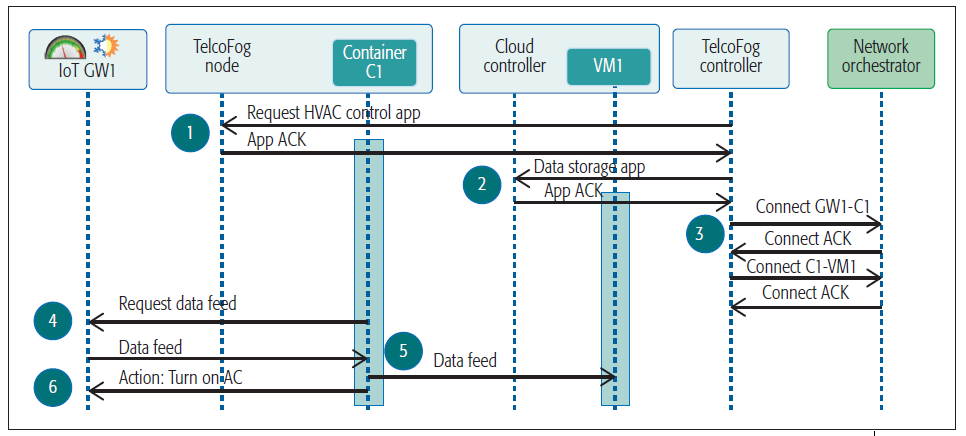 IoT GW1
TelcoFog
node
Container
C1
Cloud
controller
VM1
TelcoFog
controller
Network
orchestrator
1
Request HVAC control app
App ACK
2
Data storage app
App ACK
3
Connect GW1-C1
Connect ACK
Connect C1-VM1
Connect ACK
4
Request data feed
Data feed
5
Data feed
6
Action: Turn on AC